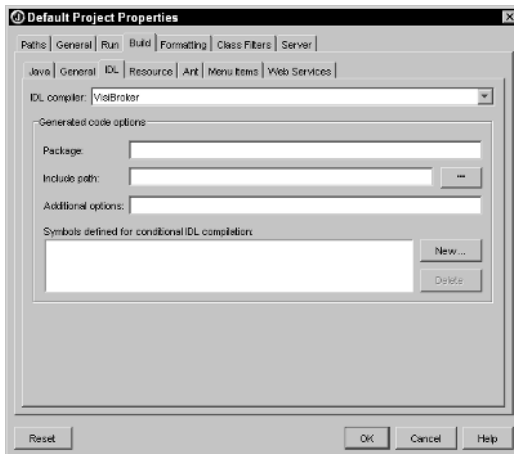 Default Project Properties
Paths General Run Build Formatting Class Filters Server
Java General IDL Resource Ant Menu Items Web Services
IDL compiler: VisiBroker
Generated code options
Package:
Include path: ...
Additional options:
Symbols defined for conditional IDL compilation:
New...
Delete
Reset OK Cancel Help